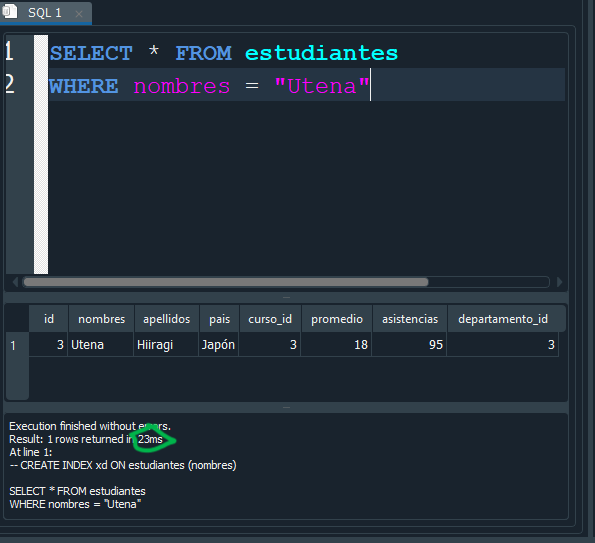 SQL 1
1 SELECT * FROM estudiantes
2 WHERE nombres = "Utena"
id nombres apellidos pais curso_id promedio asistencias departamento_id
1 3 Utena Hiiragi Japón 3 18 95 3
Execution finished without errors.
Result: 1 rows returned in 23ms
At line 1:
-- CREATE INDEX xd ON estudiantes (nombres)
SELECT * FROM estudiantes
WHERE nombres = "Utena"